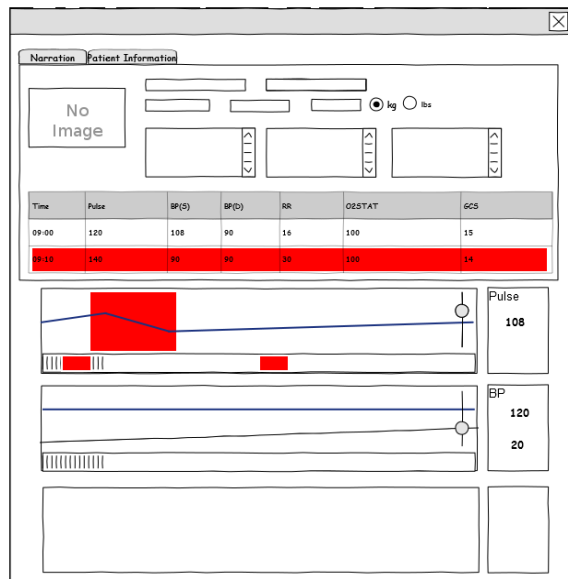 Narration Patient Information
No
Image
kg lbs
Time Pulse BP(S) BP(D) RR O2STAT GCS
09:00 120 108 90 16 100 15
09:10 140 90 90 30 100 14
Pulse
108
BP
120
20